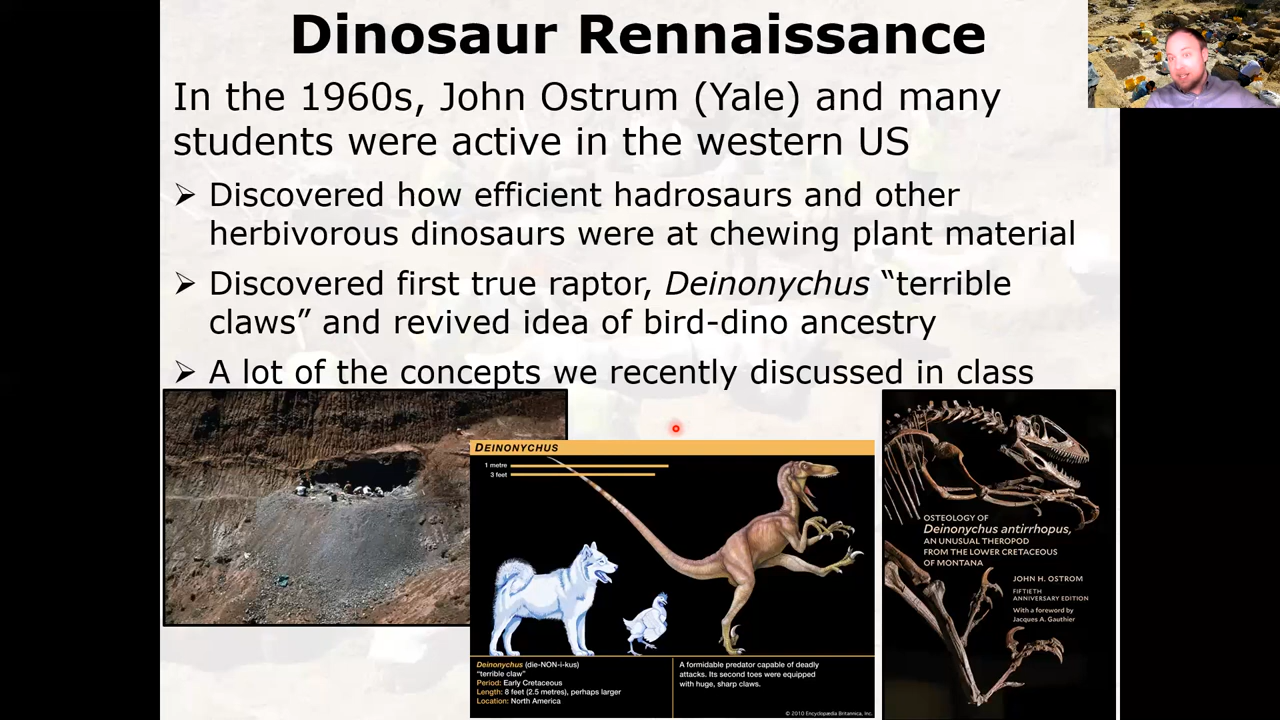 Dinosaur Rennaissance
In the 1960s, John Ostrum (Yale) and many
students were active in the western US
➢ Discovered how efficient hadrosaurs and other
herbivorous dinosaurs were at chewing plant material
➢ Discovered first true raptor, Deinonychus “terrible
claws” and revived idea of bird-dino ancestry
➢ A lot of the concepts we recently discussed in class
DEINONYCHUS
1 metre
3 feet
Deinonychus (die-NON-i-kus)
“terrible claw”
Period: Early Cretaceous
Length: 8 feet (2.5 metres), perhaps larger
Location: North America
A formidable predator capable of deadly
attacks. Its second toes were equipped
with huge, sharp claws.
© 2010 Encyclopædia Britannica, Inc.
OSTEOLOGY OF
Deinonychus antirrhopus,
AN UNUSUAL THEROPOD
FROM THE LOWER CRETACEOUS
OF MONTANA
JOHN H. OSTROM
FIFTIETH
ANNIVERSARY EDITION
With a foreword by
Jacques A. Gauthier